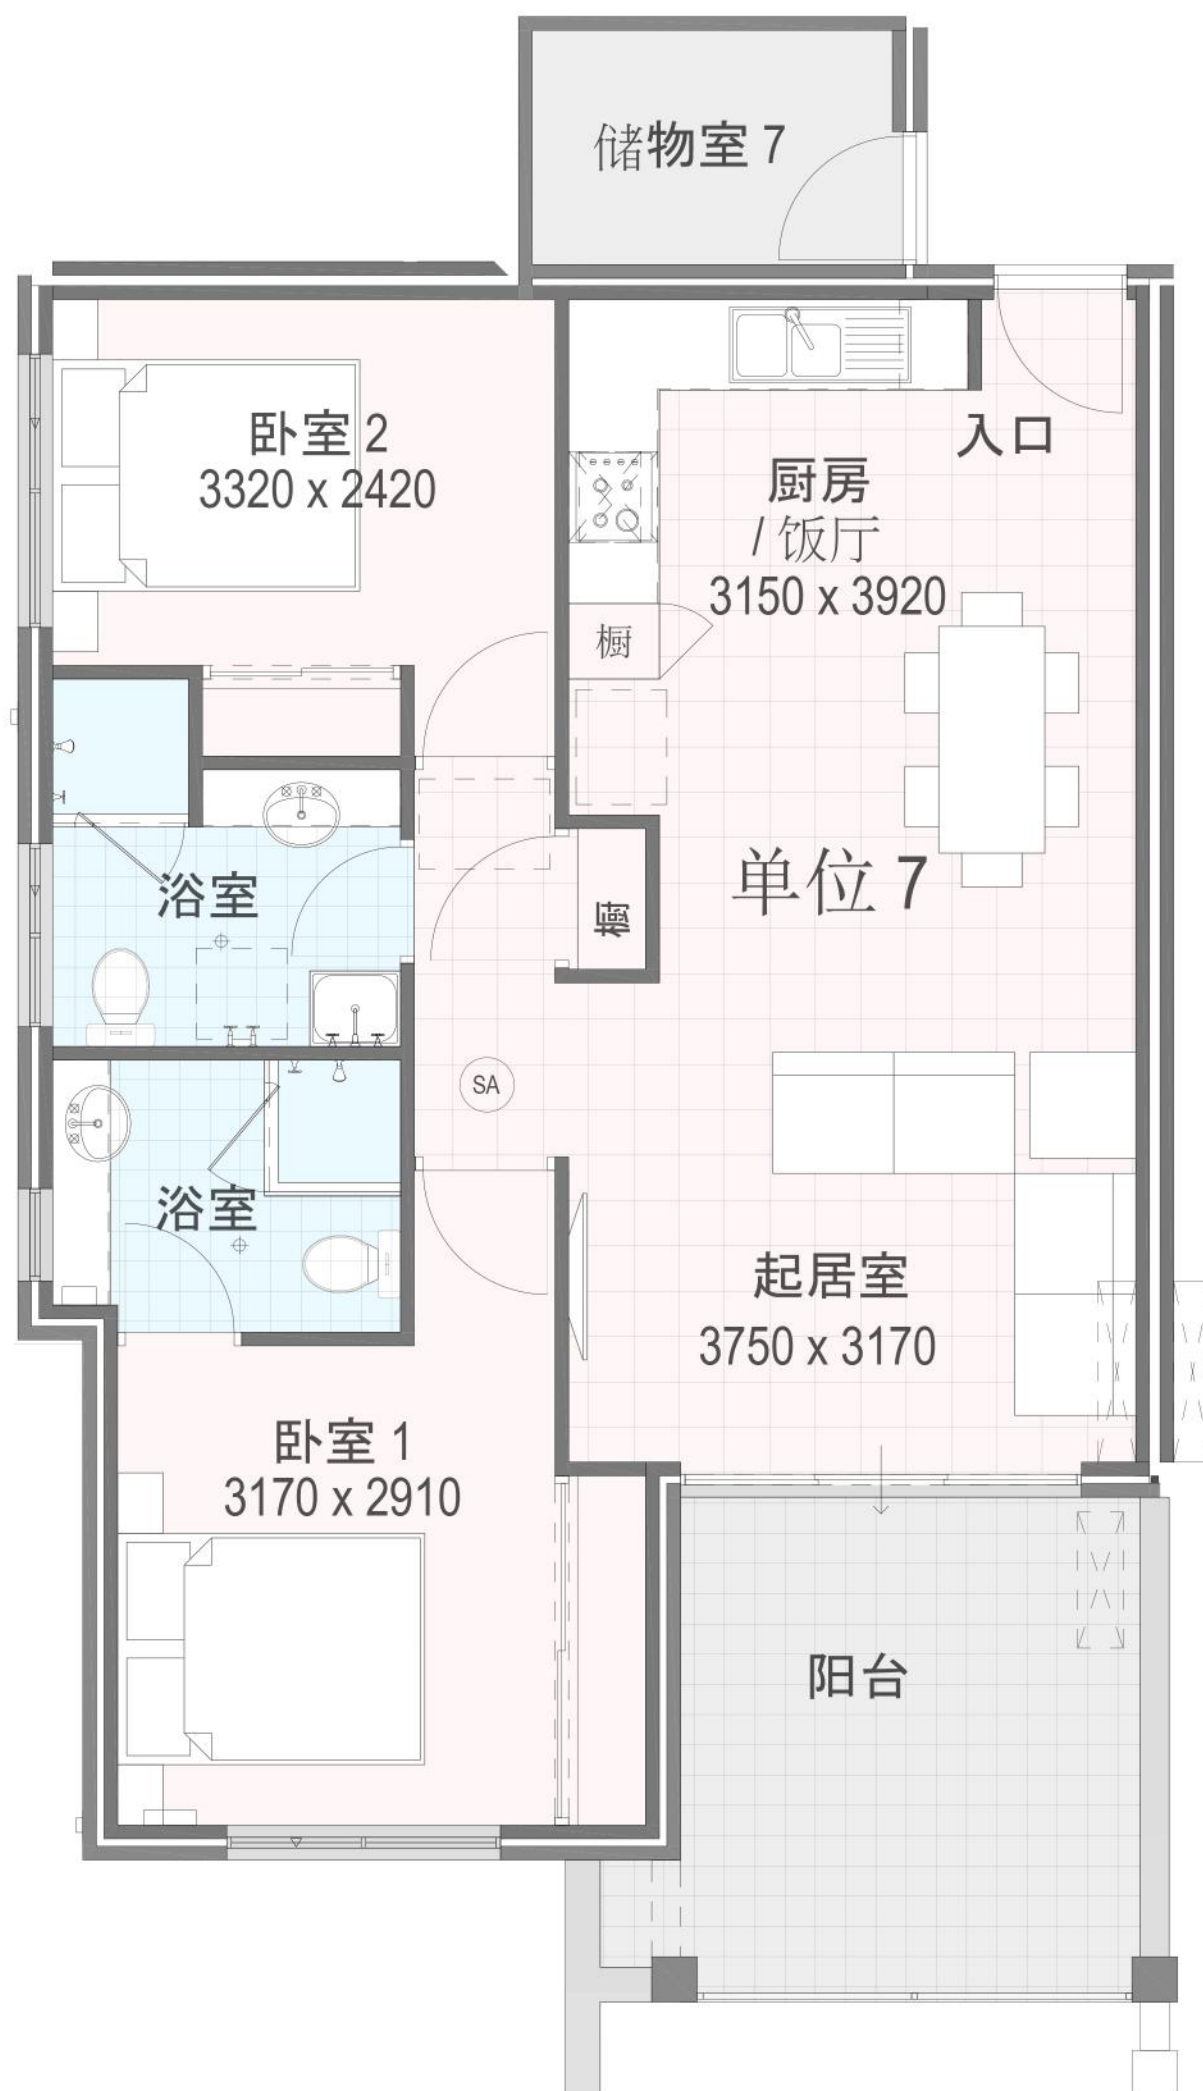 储物室 7
卧室 2
3320 x 2420
入口
厨房
/ 饭厅
3150 x 3920
橱
单位 7
浴室
橱
SA
浴室
起居室
3750 x 3170
卧室 1
3170 x 2910
阳台